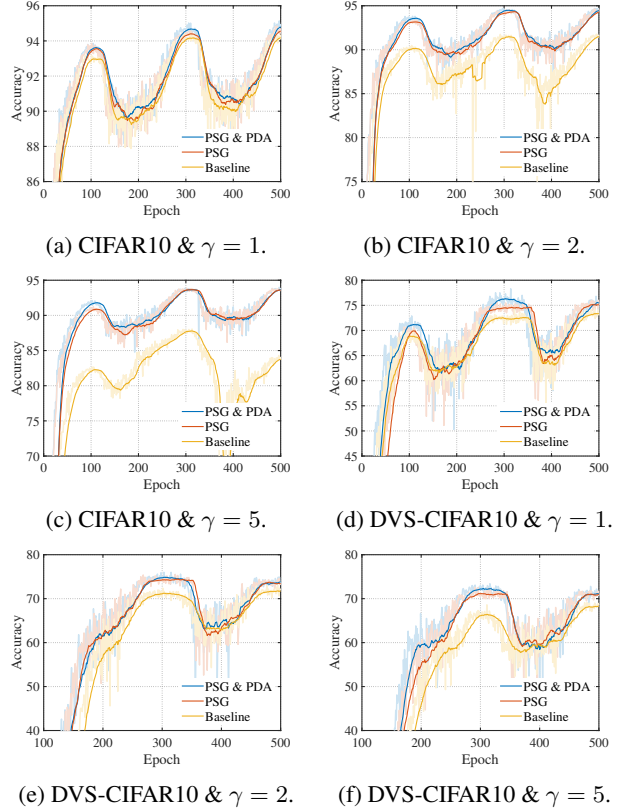 96
94
92
90
88
86
Accuracy
PSG & PDA
PSG
Baseline
0 100 200 300 400 500
Epoch
(a) CIFAR10 & γ = 1.
95
90
85
80
75
Accuracy
PSG & PDA
PSG
Baseline
0 100 200 300 400 500
Epoch
(b) CIFAR10 & γ = 2.
95
90
85
80
75
70
Accuracy
PSG & PDA
PSG
Baseline
0 100 200 300 400 500
Epoch
(c) CIFAR10 & γ = 5.
80
75
70
65
60
55
50
45
Accuracy
PSG & PDA
PSG
Baseline
0 100 200 300 400 500
Epoch
(d) DVS-CIFAR10 & γ = 1.
80
70
60
50
40
Accuracy
PSG & PDA
PSG
Baseline
100 200 300 400 500
Epoch
(e) DVS-CIFAR10 & γ = 2.
80
70
60
50
40
Accuracy
PSG & PDA
PSG
Baseline
100 200 300 400 500
Epoch
(f) DVS-CIFAR10 & γ = 5.